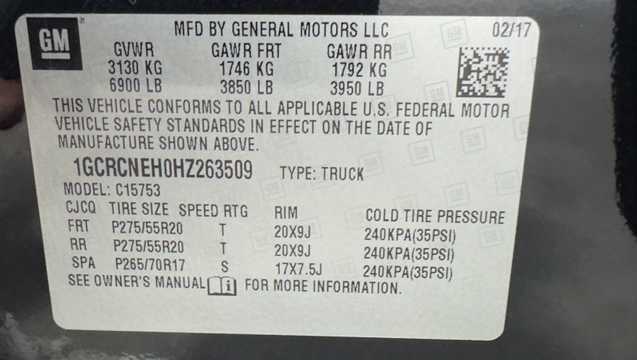 GM
MFD BY GENERAL MOTORS LLC 02/17
GVWR GAWR FRT GAWR RR
3130 KG 1746 KG 1792 KG
6900 LB 3850 LB 3950 LB
THIS VEHICLE CONFORMS TO ALL APPLICABLE U.S. FEDERAL MOTOR
VEHICLE SAFETY STANDARDS IN EFFECT ON THE DATE OF
MANUFACTURE SHOWN ABOVE.
1GCRCNEH0HZ263509 TYPE: TRUCK
MODEL: C15753
CJCQ TIRE SIZE SPEED RTG RIM COLD TIRE PRESSURE
FRT P275/55R20 T 20X9J 240KPA(35PSI)
RR P275/55R20 T 20X9J 240KPA(35PSI)
SPA P265/70R17 S 17X7.5J 240KPA(35PSI)
SEE OWNER'S MANUAL i FOR MORE INFORMATION.